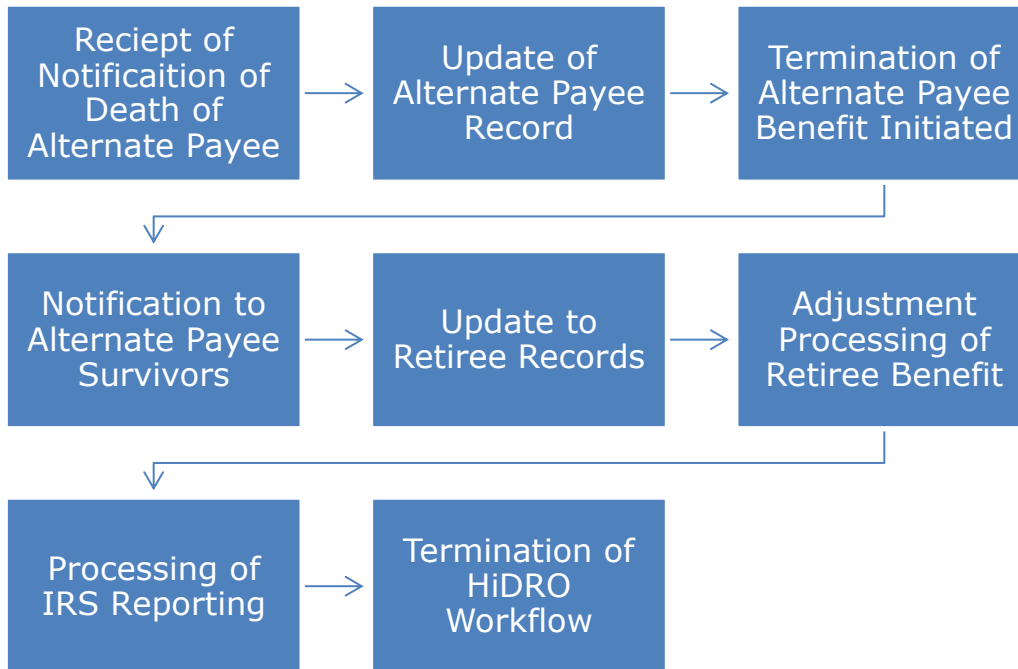 Reciept of
Notificaition of
Death of
Alternate Payee
Update of
Alternate Payee
Record
Termination of
Alternate Payee
Benefit Initiated
Notification to
Alternate Payee
Survivors
Update to
Retiree Records
Adjustment
Processing of
Retiree Benefit
Processing of
IRS Reporting
Termination of
HiDRO
Workflow